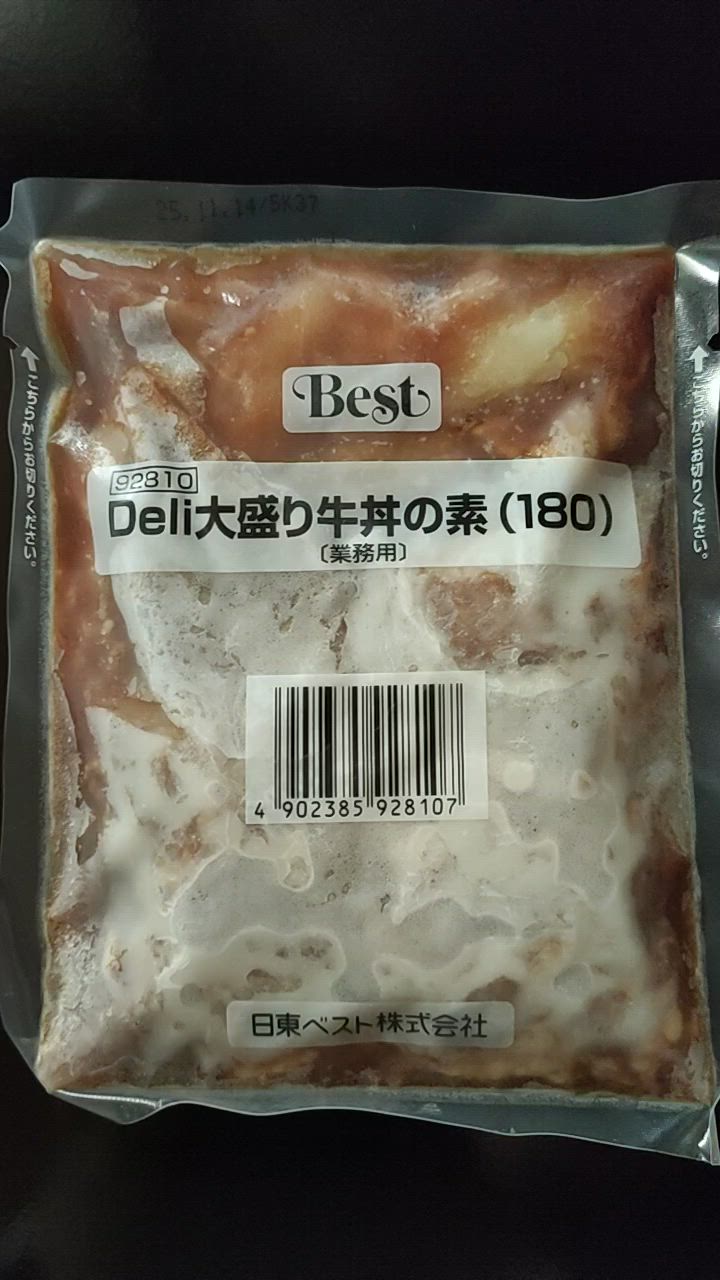 25.11.14/5K37
Best
92810
Deli大盛り牛丼の素(180)
〔業務用〕
こちらからお切りください。
こちらからお切りください。
4 902385 928107
日東ベスト株式会社